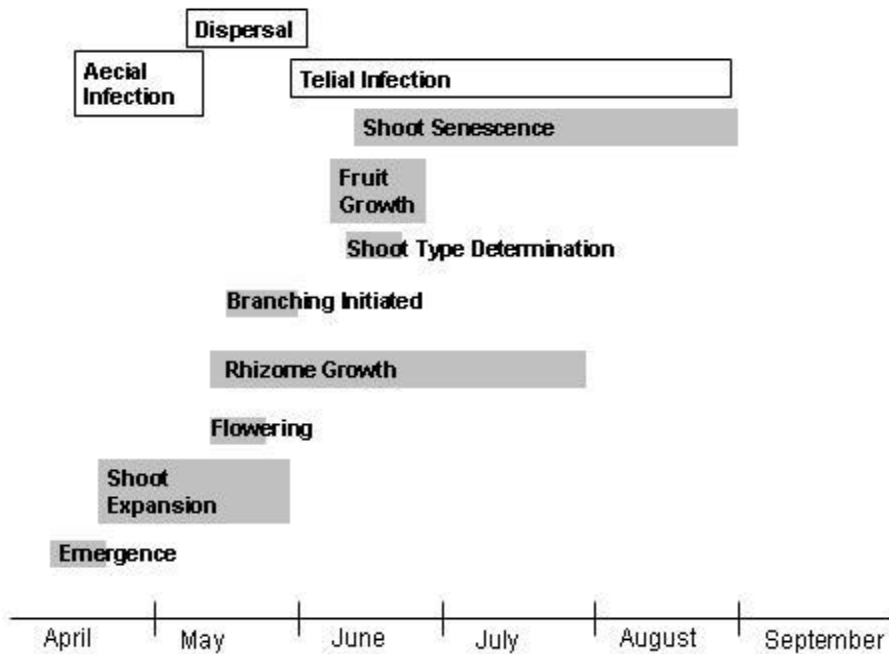 Dispersal
Aecial
Infection
Telial Infection
Shoot Senescence
Fruit
Growth
Shoot Type Determination
Branching Initiated
Rhizome Growth
Flowering
Shoot
Expansion
Emergence
April May June July August September